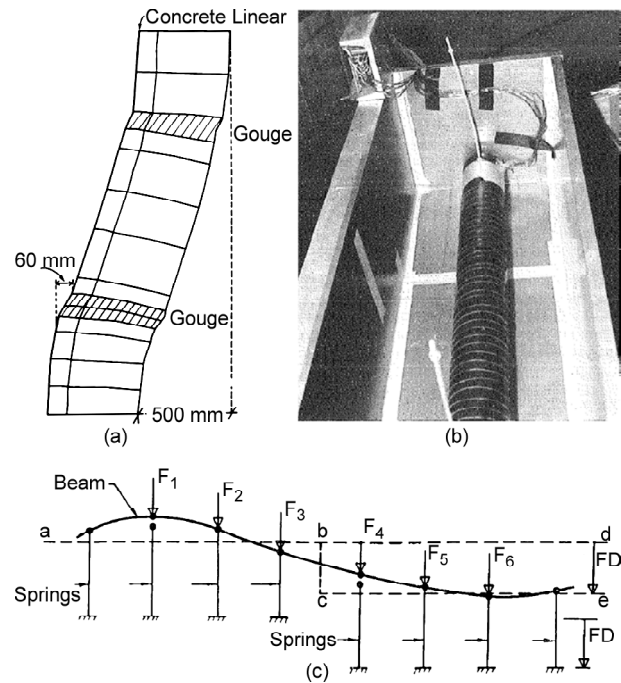 Concrete Linear
Gouge
60 mm
Gouge
500 mm
(a)
(b)
Beam
F1
F2
F3
a
b
F4
d
F5
F6
FD
c
e
Springs
Springs
FD
(c)